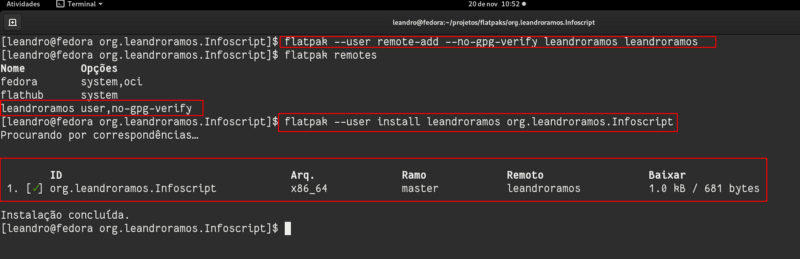 Atividades Terminal 20 de nov 10:52
leandro@fedora:~/projetos/flatpaks/org.leandroramos.Infoscript
[leandro@fedora org.leandroramos.Infoscript]$ flatpak --user remote-add --no-gpg-verify leandroramos leandroramos
[leandro@fedora org.leandroramos.Infoscript]$ flatpak remotes
Nome Opções
fedora system,oci
flathub system
leandroramos user,no-gpg-verify
[leandro@fedora org.leandroramos.Infoscript]$ flatpak --user install leandroramos org.leandroramos.Infoscript
Procurando por correspondências…
ID Arq. Ramo Remoto Baixar
1. [✓] org.leandroramos.Infoscript x86_64 master leandroramos 1.0 kB / 681 bytes
Instalação concluída.
[leandro@fedora org.leandroramos.Infoscript]$